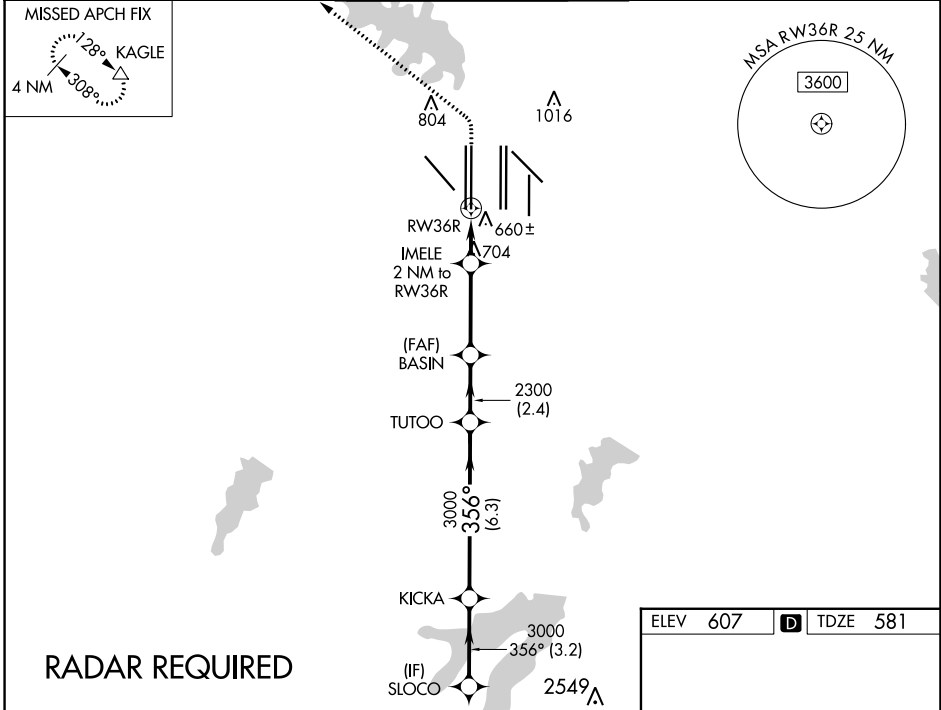 MISSED APCH FIX
128°
KAGLE
4 NM
308°
MSA RW36R 25 NM
3600
804
1016
RW36R
660±
704
IMELE
2 NM to
RW36R
(FAF)
BASIN
2300
(2.4)
TUTOO
3000
356°
(6.3)
KICKA
3000
356° (3.2)
(IF)
SLOCO
2549
RADAR REQUIRED
ELEV 607 D TDZE 581